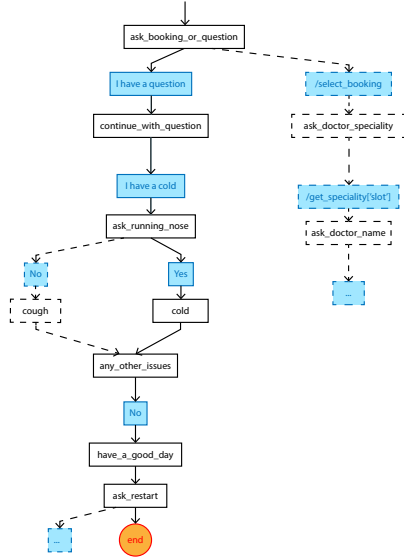 ask_booking_or_question
I have a question
/select_booking
continue_with_question
ask_doctor_speciality
I have a cold
/get_speciality['slot']
ask_running_nose
ask_doctor_name
No
Yes
...
cough
cold
any_other_issues
No
have_a_good_day
ask_restart
...
end